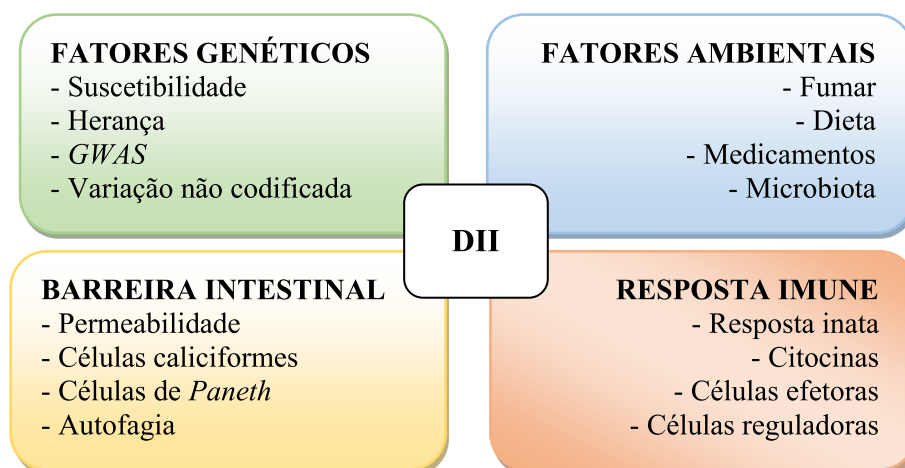 FATORES GENÉTICOS
- Suscetibilidade
- Herança
- GWAS
- Variação não codificada
FATORES AMBIENTAIS
- Fumar
- Dieta
- Medicamentos
- Microbiota
DII
BARREIRA INTESTINAL
- Permeabilidade
- Células caliciformes
- Células de Paneth
- Autofagia
RESPOSTA IMUNE
- Resposta inata
- Citocinas
- Células efetoras
- Células reguladoras